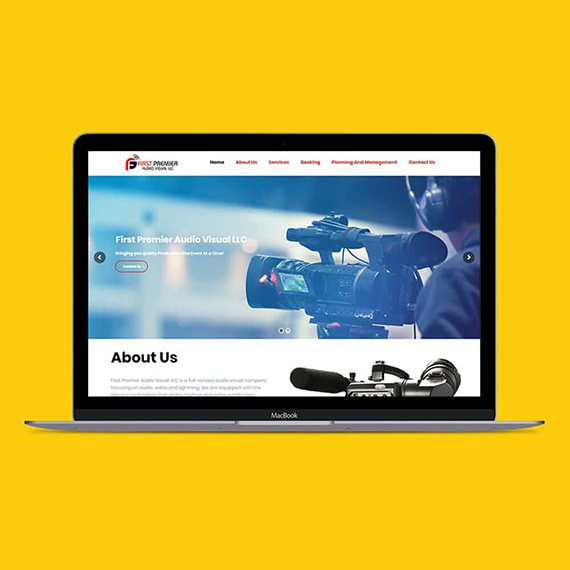 FIRST PREMIER
AUDIO VISUAL LLC
Home About Us Services Booking Planning And Management Contact Us
First Premier Audio Visual LLC
Bringing you quality Production One Event At a Time!
Contact Us
About Us
First Premier Audio Visual, LLC is a full-service audio visual company
focusing on audio, video and lightning. We are equipped with the
latest in technology that
MacBook